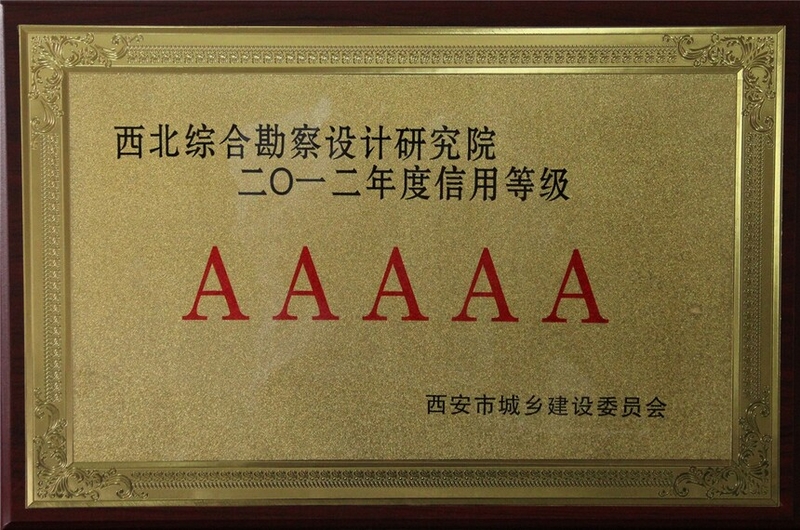 西北综合勘察设计研究院
二〇一二年度信用等级
AAAAA
西安市城乡建设委员会